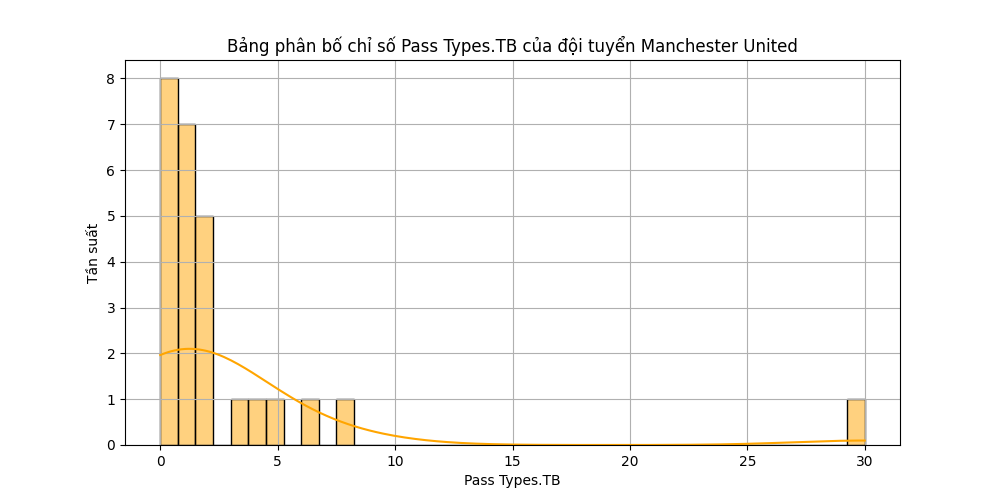 Bảng phân bố chỉ số Pass Types.TB của đội tuyển Manchester United
Tần suất
8
7
6
5
4
3
2
1
0
0 5 10 15 20 25 30
Pass Types.TB